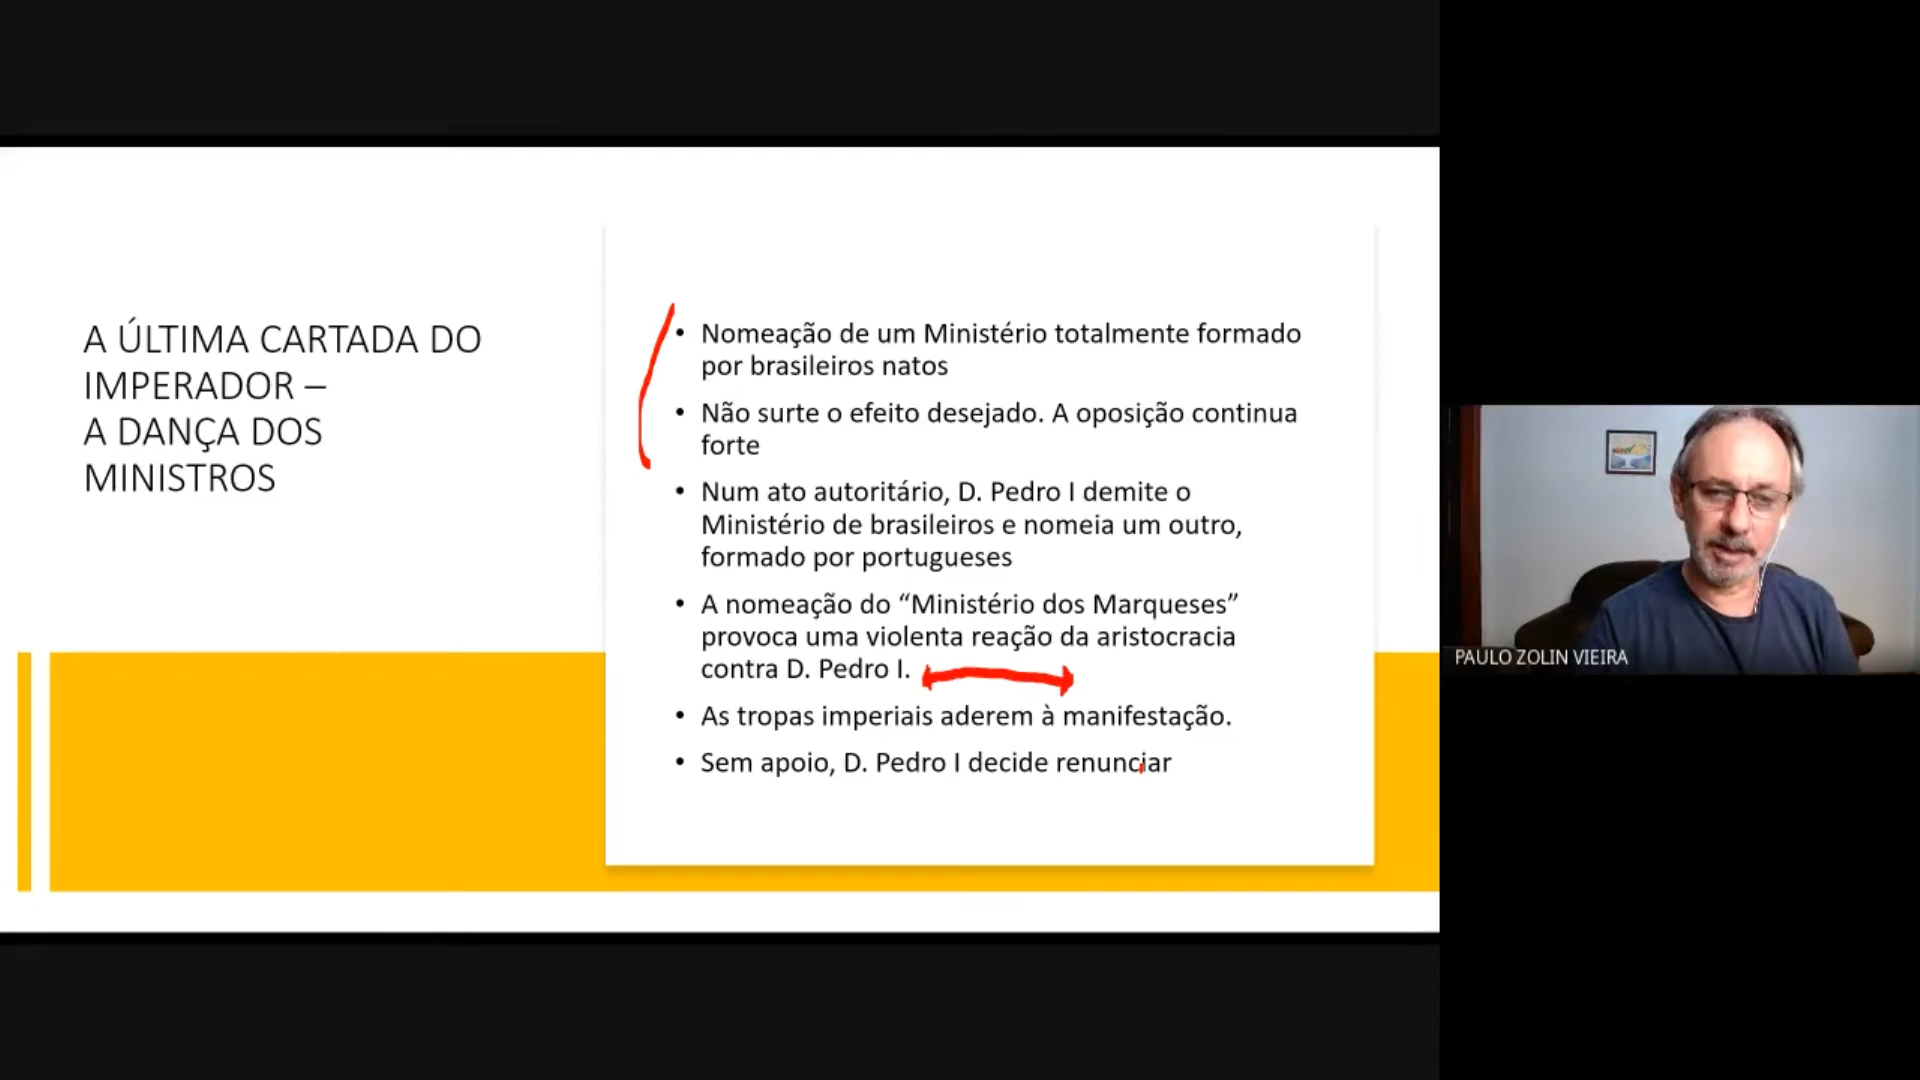 A ÚLTIMA CARTADA DO
IMPERADOR –
A DANÇA DOS
MINISTROS
• Nomeação de um Ministério totalmente formado
por brasileiros natos
• Não surte o efeito desejado. A oposição continua
forte
• Num ato autoritário, D. Pedro I demite o
Ministério de brasileiros e nomeia um outro,
formado por portugueses
• A nomeação do “Ministério dos Marqueses”
provoca uma violenta reação da aristocracia
contra D. Pedro I.
• As tropas imperiais aderem à manifestação.
• Sem apoio, D. Pedro I decide renunciar
PAULO ZOLIN VIEIRA